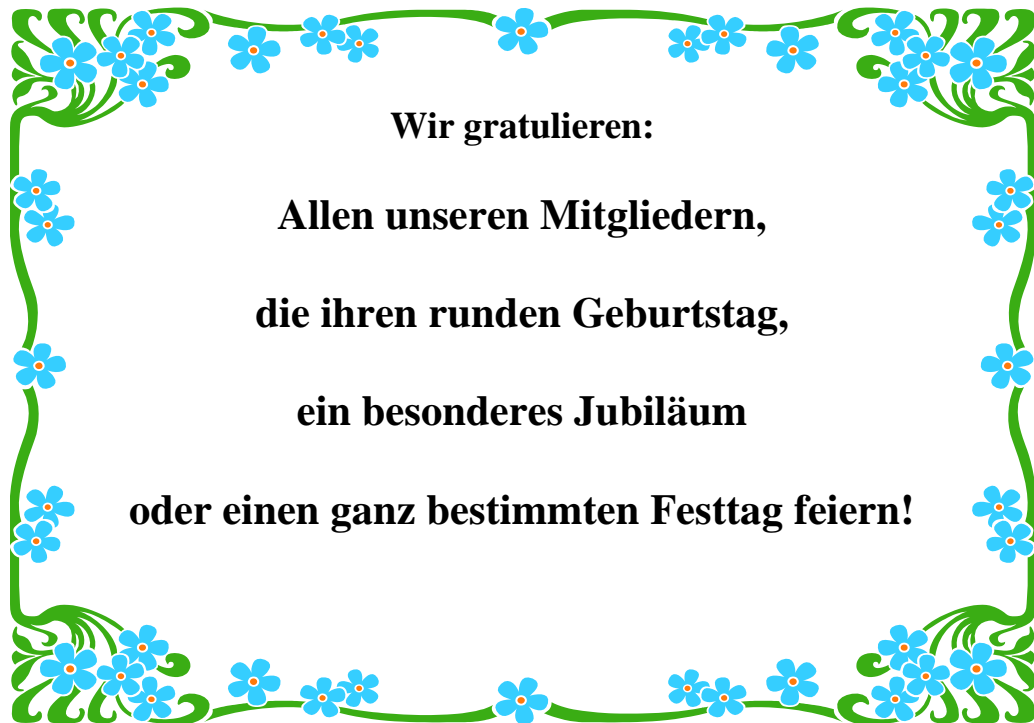 Wir gratulieren:
Allen unseren Mitgliedern,
die ihren runden Geburtstag,
ein besonderes Jubiläum
oder einen ganz bestimmten Festtag feiern!